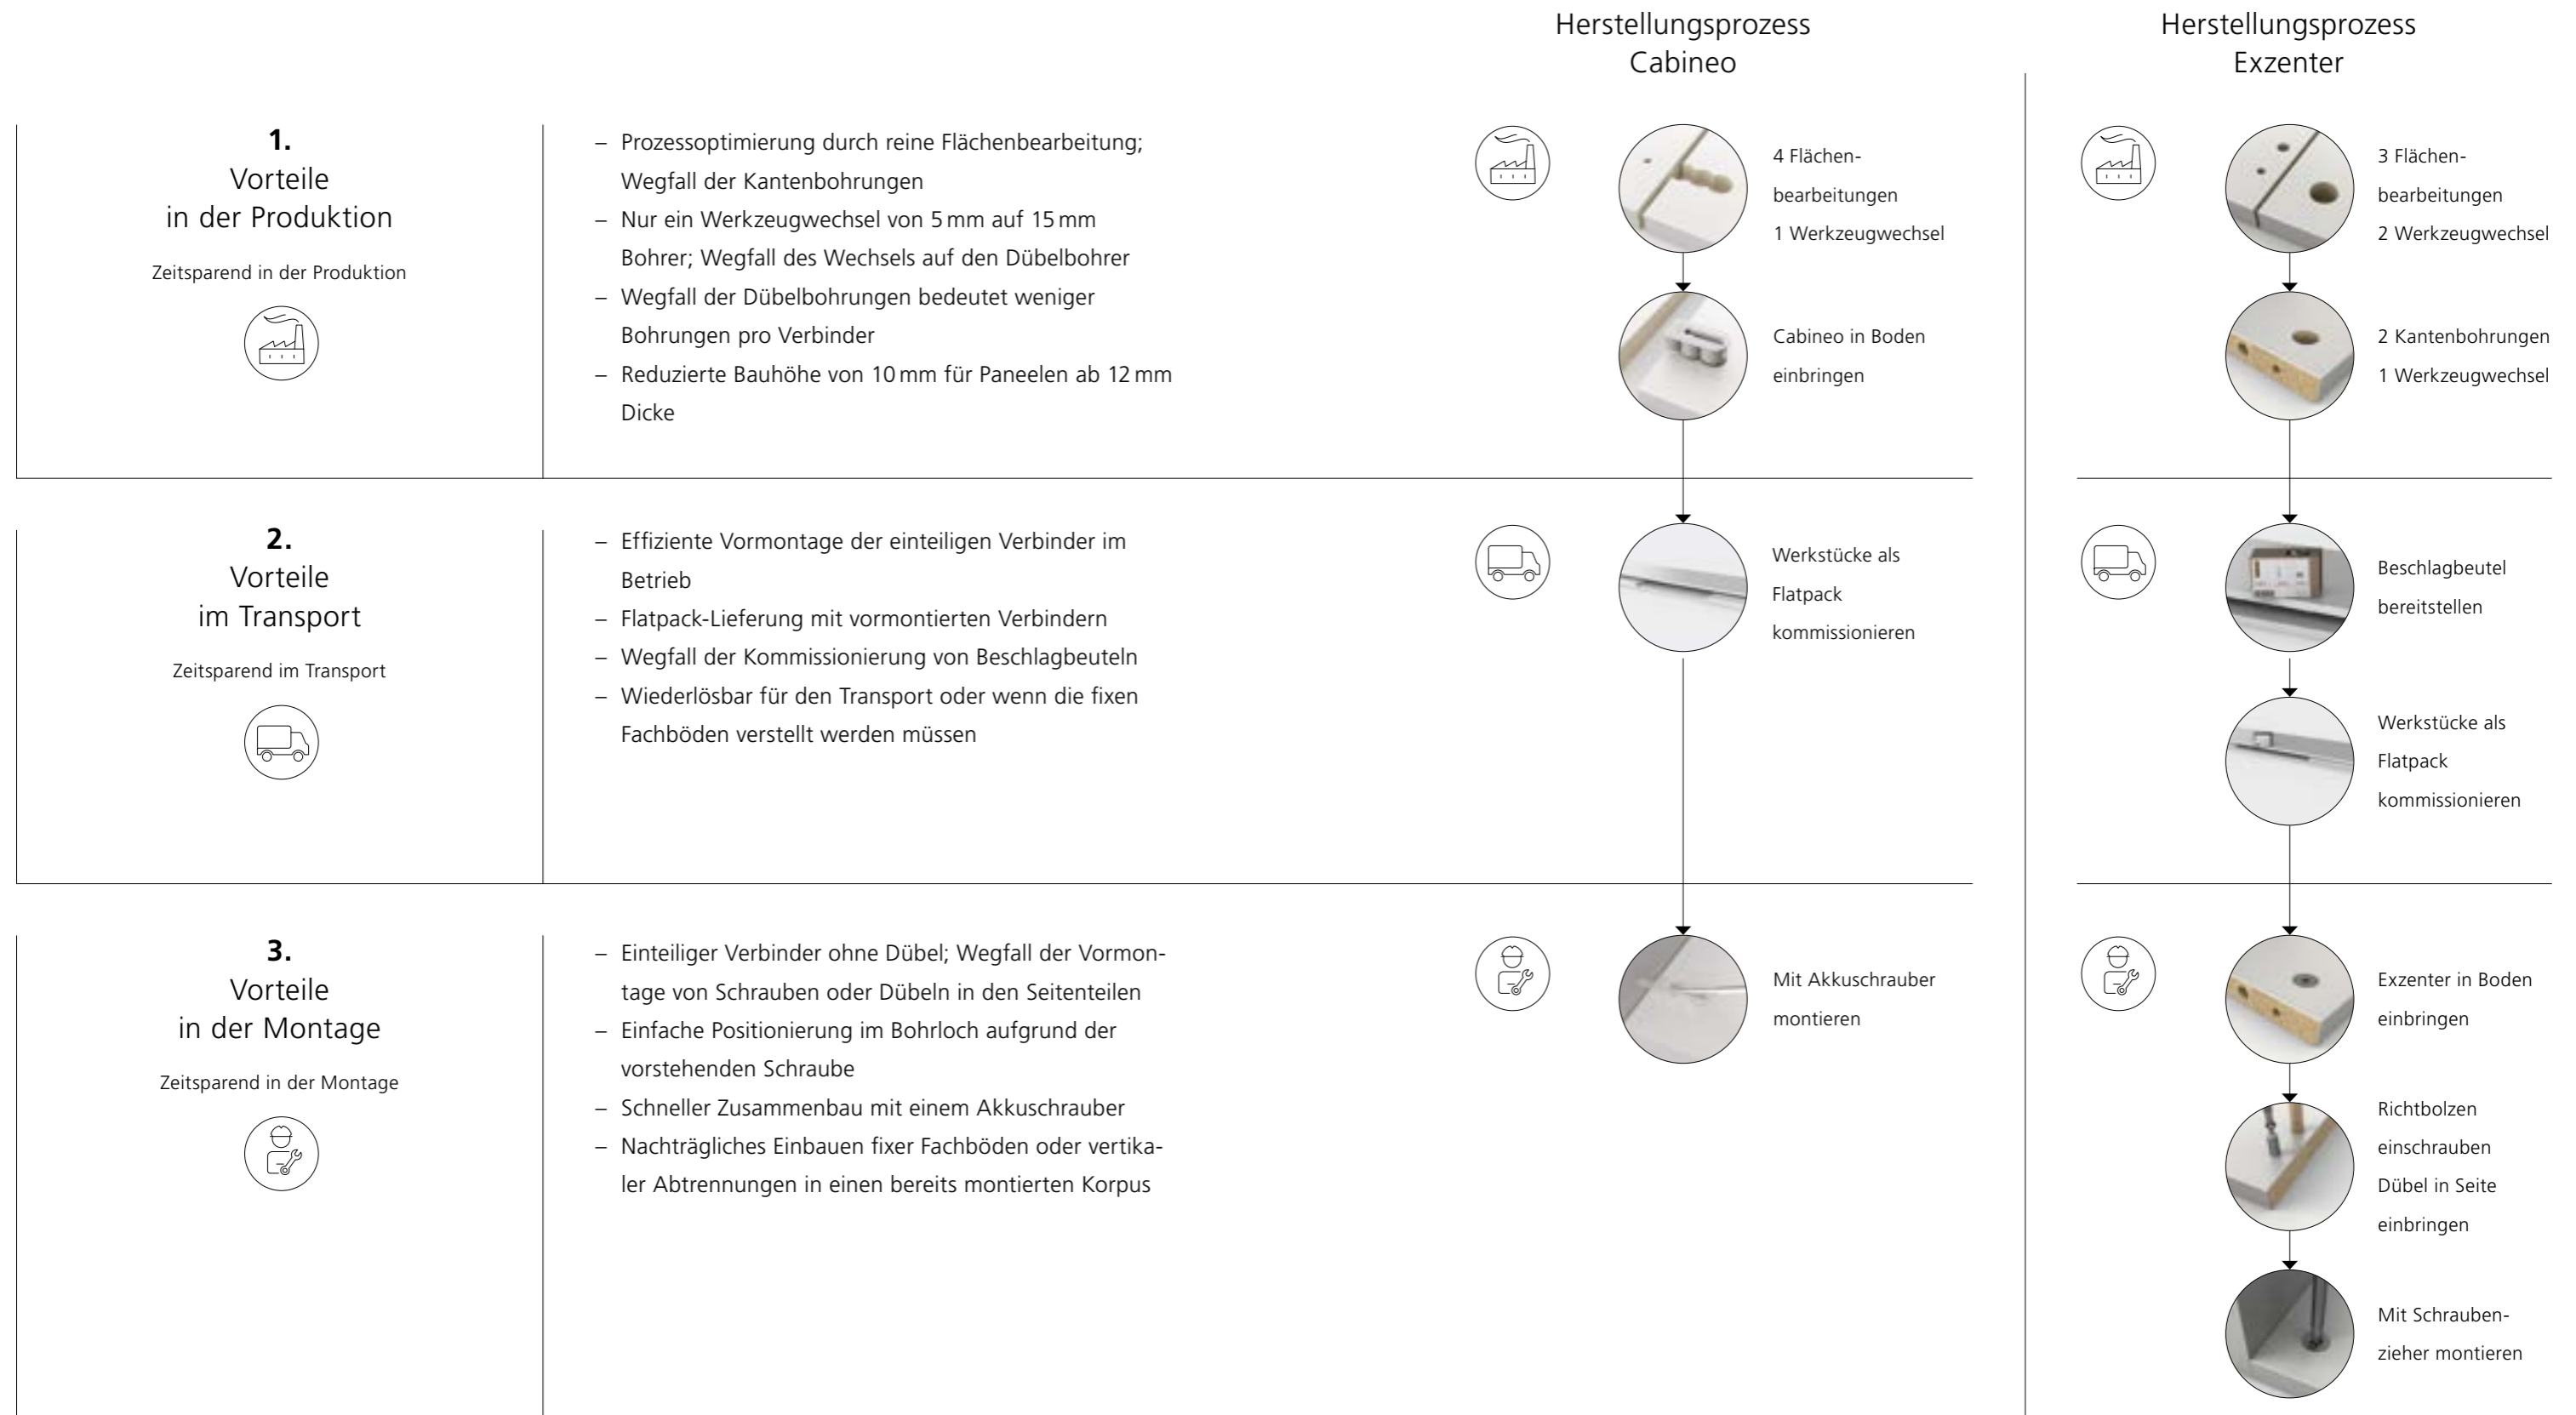 Herstellungsprozess
Cabineo
Herstellungsprozess
Exzenter
1.
Vorteile
in der Produktion
Zeitsparend in der Produktion
– Prozessoptimierung durch reine Flächenbearbeitung;
Wegfall der Kantenbohrungen
– Nur ein Werkzeugwechsel von 5 mm auf 15 mm
Bohrer; Wegfall des Wechsels auf den Dübelbohrer
– Wegfall der Dübelbohrungen bedeutet weniger
Bohrungen pro Verbinder
– Reduzierte Bauhöhe von 10 mm für Paneelen ab 12 mm
Dicke
4 Flächen-
bearbeitungen
1 Werkzeugwechsel
Cabineo in Boden
einbringen
3 Flächen-
bearbeitungen
2 Werkzeugwechsel
2 Kantenbohrungen
1 Werkzeugwechsel
2.
Vorteile
im Transport
Zeitsparend im Transport
– Effiziente Vormontage der einteiligen Verbinder im
Betrieb
– Flatpack-Lieferung mit vormontierten Verbindern
– Wegfall der Kommissionierung von Beschlagbeuteln
– Wiederlösbar für den Transport oder wenn die fixen
Fachböden verstellt werden müssen
Werkstücke als
Flatpack
kommissionieren
Beschlagbeutel
bereitstellen
Werkstücke als
Flatpack
kommissionieren
3.
Vorteile
in der Montage
Zeitsparend in der Montage
– Einteiliger Verbinder ohne Dübel; Wegfall der Vormon-
tage von Schrauben oder Dübeln in den Seitenteilen
– Einfache Positionierung im Bohrloch aufgrund der
vorstehenden Schraube
– Schneller Zusammenbau mit einem Akkuschrauber
– Nachträgliches Einbauen fixer Fachböden oder vertika-
ler Abtrennungen in einen bereits montierten Korpus
Mit Akkuschrauber
montieren
Exzenter in Boden
einbringen
Richtbolzen
einschrauben
Dübel in Seite
einbringen
Mit Schrauben-
zieher montieren